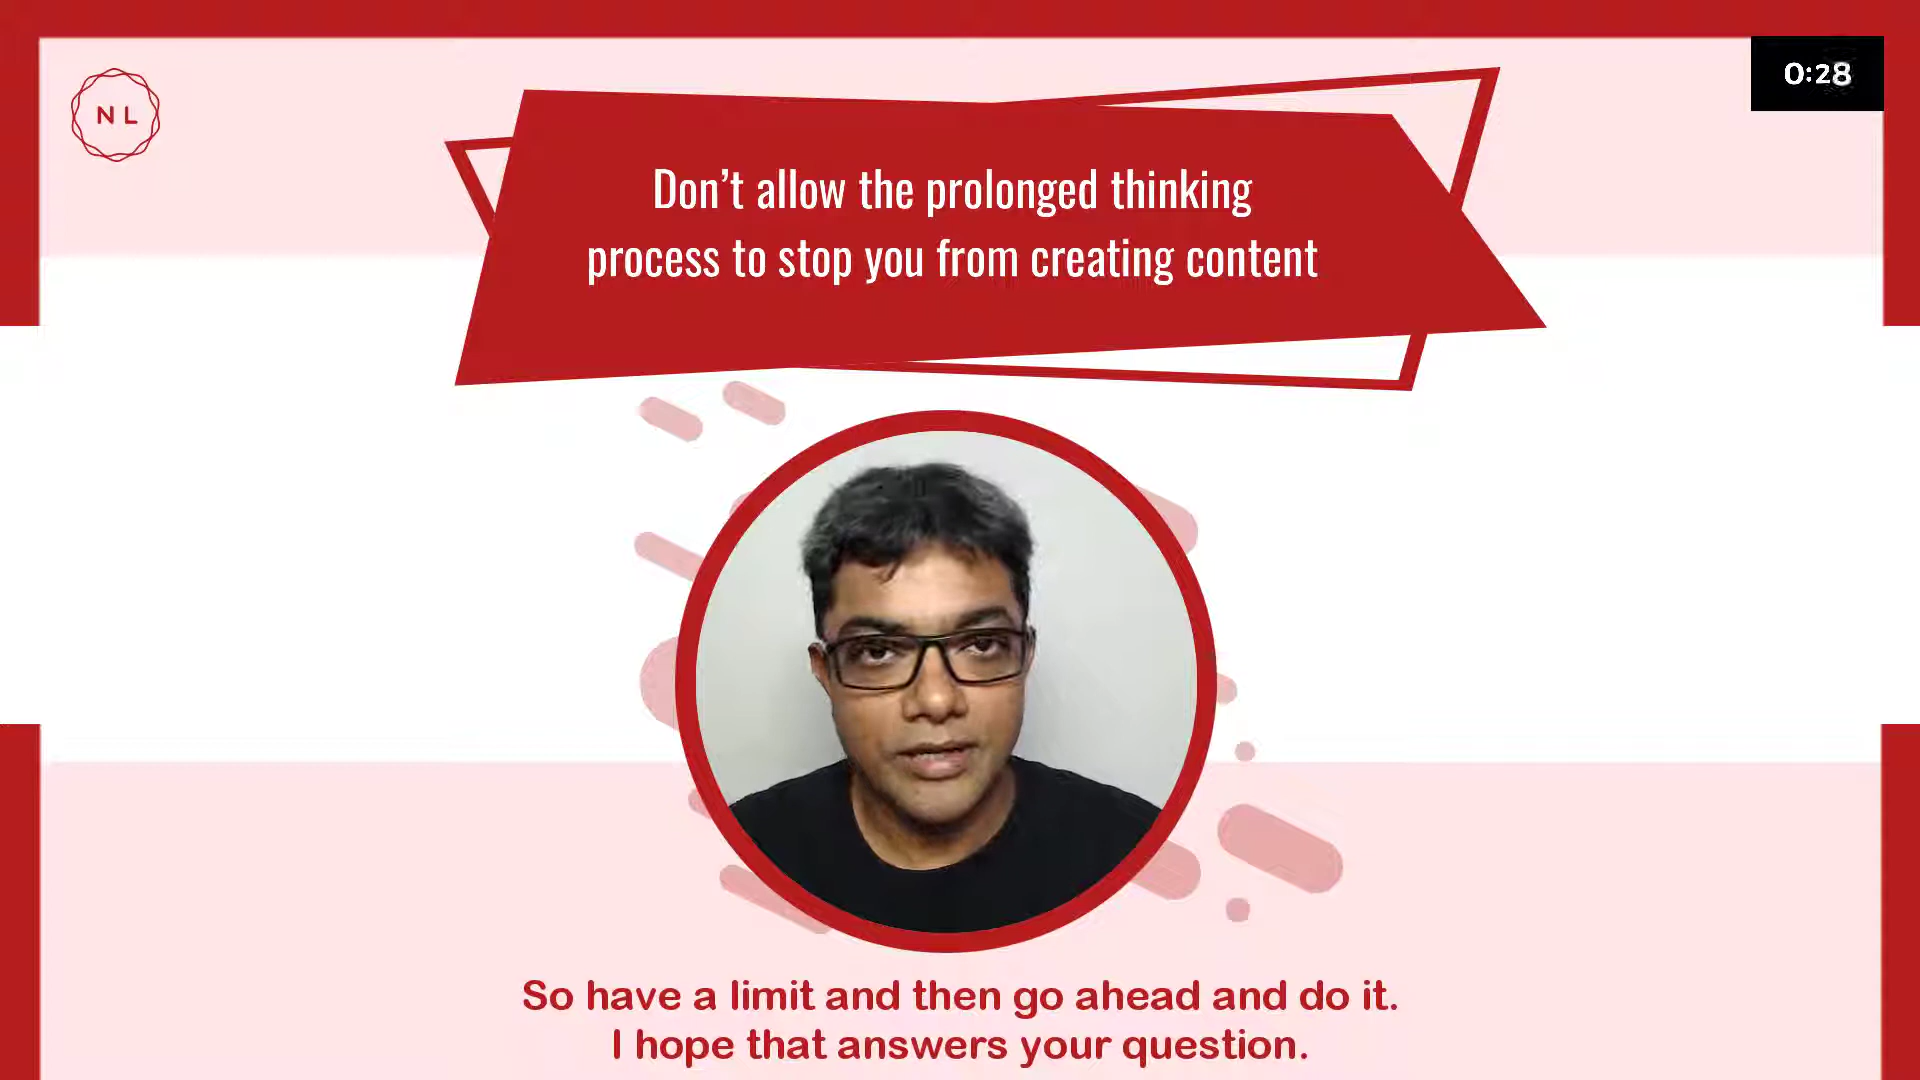 N L
0:28
Don’t allow the prolonged thinking
process to stop you from creating content
So have a limit and then go ahead and do it.
I hope that answers your question.